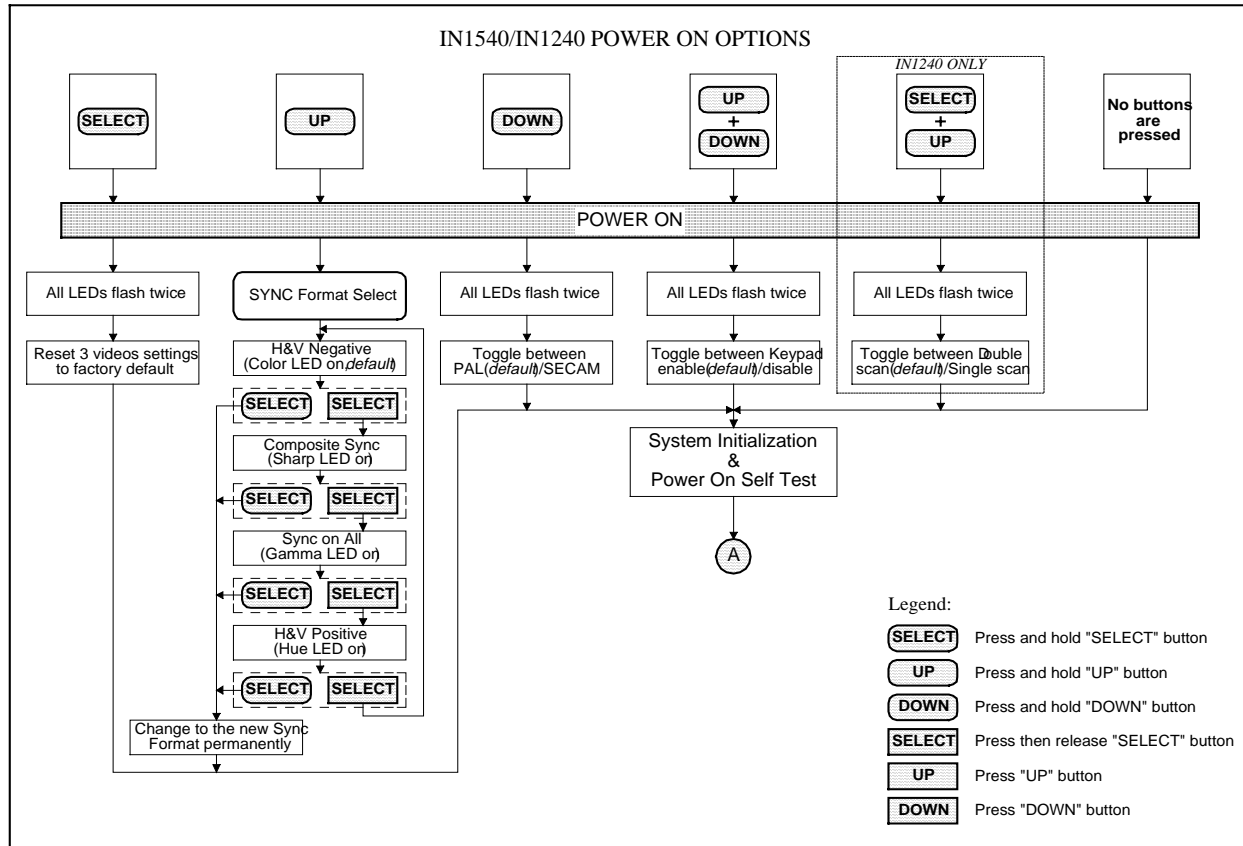 IN1540/IN1240 POWER ON OPTIONS
IN1240 ONLY
SELECT
UP
DOWN
UP
+
DOWN
SELECT
+
UP
No buttons
are
pressed
POWER ON
All LEDs flash twice
SYNC Format Select
All LEDs flash twice
All LEDs flash twice
All LEDs flash twice
Reset 3 videos settings
to factory default
H&V Negative
(Color LED on,default)
Toggle between
PAL(default)/SECAM
Toggle between Keypad
enable(default)/disable
Toggle between Double
scan(default)/Single scan
SELECT
SELECT
Composite Sync
(Sharp LED on)
SELECT
SELECT
Sync on All
(Gamma LED on)
SELECT
SELECT
H&V Positive
(Hue LED on)
SELECT
SELECT
Change to the new Sync
Format permanently
System Initialization
&
Power On Self Test
A
Legend:
SELECT Press and hold "SELECT" button
UP Press and hold "UP" button
DOWN Press and hold "DOWN" button
SELECT Press then release "SELECT" button
UP Press "UP" button
DOWN Press "DOWN" button